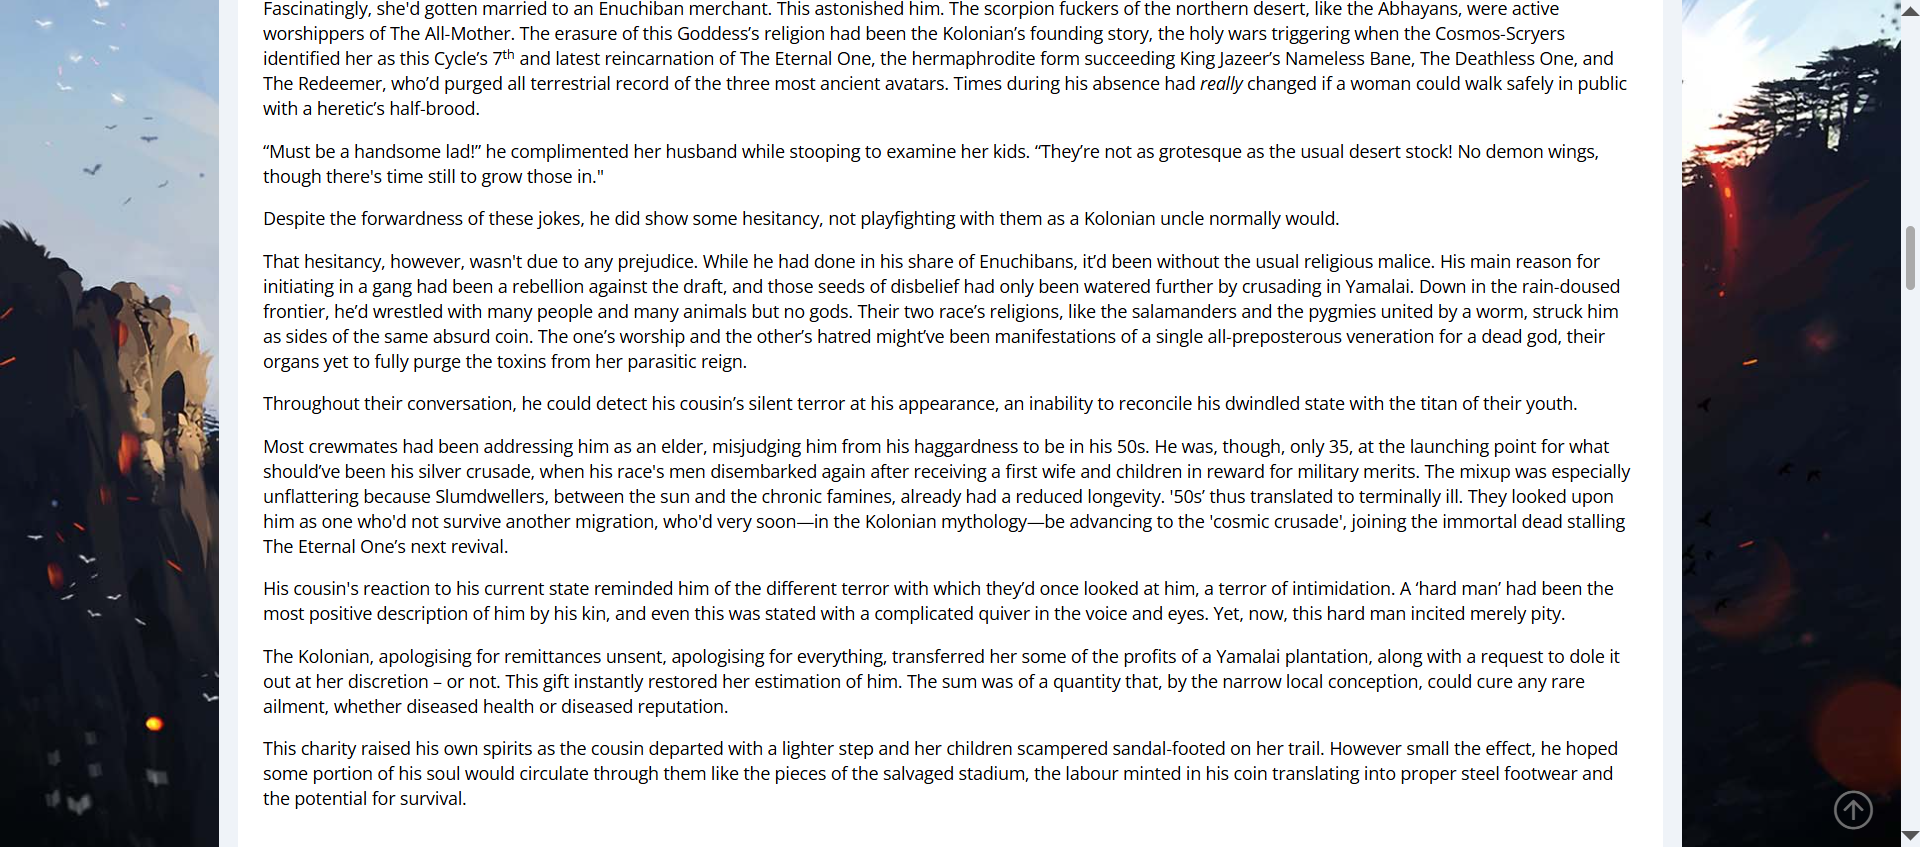 Fascinatingly, she'd gotten married to an Enuchiban merchant. This astonished him. The scorpion fuckers of the northern desert, like the Abhayans, were active
worshippers of The All-Mother. The erasure of this Goddess’s religion had been the Kolonian’s founding story, the holy wars triggering when the Cosmos-Scryers
identified her as this Cycle’s 7th and latest reincarnation of The Eternal One, the hermaphrodite form succeeding King Jazeer’s Nameless Bane, The Deathless One, and
The Redeemer, who’d purged all terrestrial record of the three most ancient avatars. Times during his absence had really changed if a woman could walk safely in public
with a heretic’s half-brood.
“Must be a handsome lad!” he complimented her husband while stooping to examine her kids. “They’re not as grotesque as the usual desert stock! No demon wings,
though there's time still to grow those in."
Despite the forwardness of these jokes, he did show some hesitancy, not playfighting with them as a Kolonian uncle normally would.
That hesitancy, however, wasn't due to any prejudice. While he had done in his share of Enuchibans, it’d been without the usual religious malice. His main reason for
initiating in a gang had been a rebellion against the draft, and those seeds of disbelief had only been watered further by crusading in Yamalai. Down in the rain-doused
frontier, he’d wrestled with many people and many animals but no gods. Their two race’s religions, like the salamanders and the pygmies united by a worm, struck him
as sides of the same absurd coin. The one’s worship and the other’s hatred might’ve been manifestations of a single all-preposterous veneration for a dead god, their
organs yet to fully purge the toxins from her parasitic reign.
Throughout their conversation, he could detect his cousin’s silent terror at his appearance, an inability to reconcile his dwindled state with the titan of their youth.
Most crewmates had been addressing him as an elder, misjudging him from his haggardness to be in his 50s. He was, though, only 35, at the launching point for what
should’ve been his silver crusade, when his race's men disembarked again after receiving a first wife and children in reward for military merits. The mixup was especially
unflattering because Slumdwellers, between the sun and the chronic famines, already had a reduced longevity. '50s’ thus translated to terminally ill. They looked upon
him as one who'd not survive another migration, who'd very soon—in the Kolonian mythology—be advancing to the 'cosmic crusade', joining the immortal dead stalling
The Eternal One’s next revival.
His cousin's reaction to his current state reminded him of the different terror with which they’d once looked at him, a terror of intimidation. A ‘hard man’ had been the
most positive description of him by his kin, and even this was stated with a complicated quiver in the voice and eyes. Yet, now, this hard man incited merely pity.
The Kolonian, apologising for remittances unsent, apologising for everything, transferred her some of the profits of a Yamalai plantation, along with a request to dole it
out at her discretion – or not. This gift instantly restored her estimation of him. The sum was of a quantity that, by the narrow local conception, could cure any rare
ailment, whether diseased health or diseased reputation.
This charity raised his own spirits as the cousin departed with a lighter step and her children scampered sandal-footed on her trail. However small the effect, he hoped
some portion of his soul would circulate through them like the pieces of the salvaged stadium, the labour minted in his coin translating into proper steel footwear and
the potential for survival.